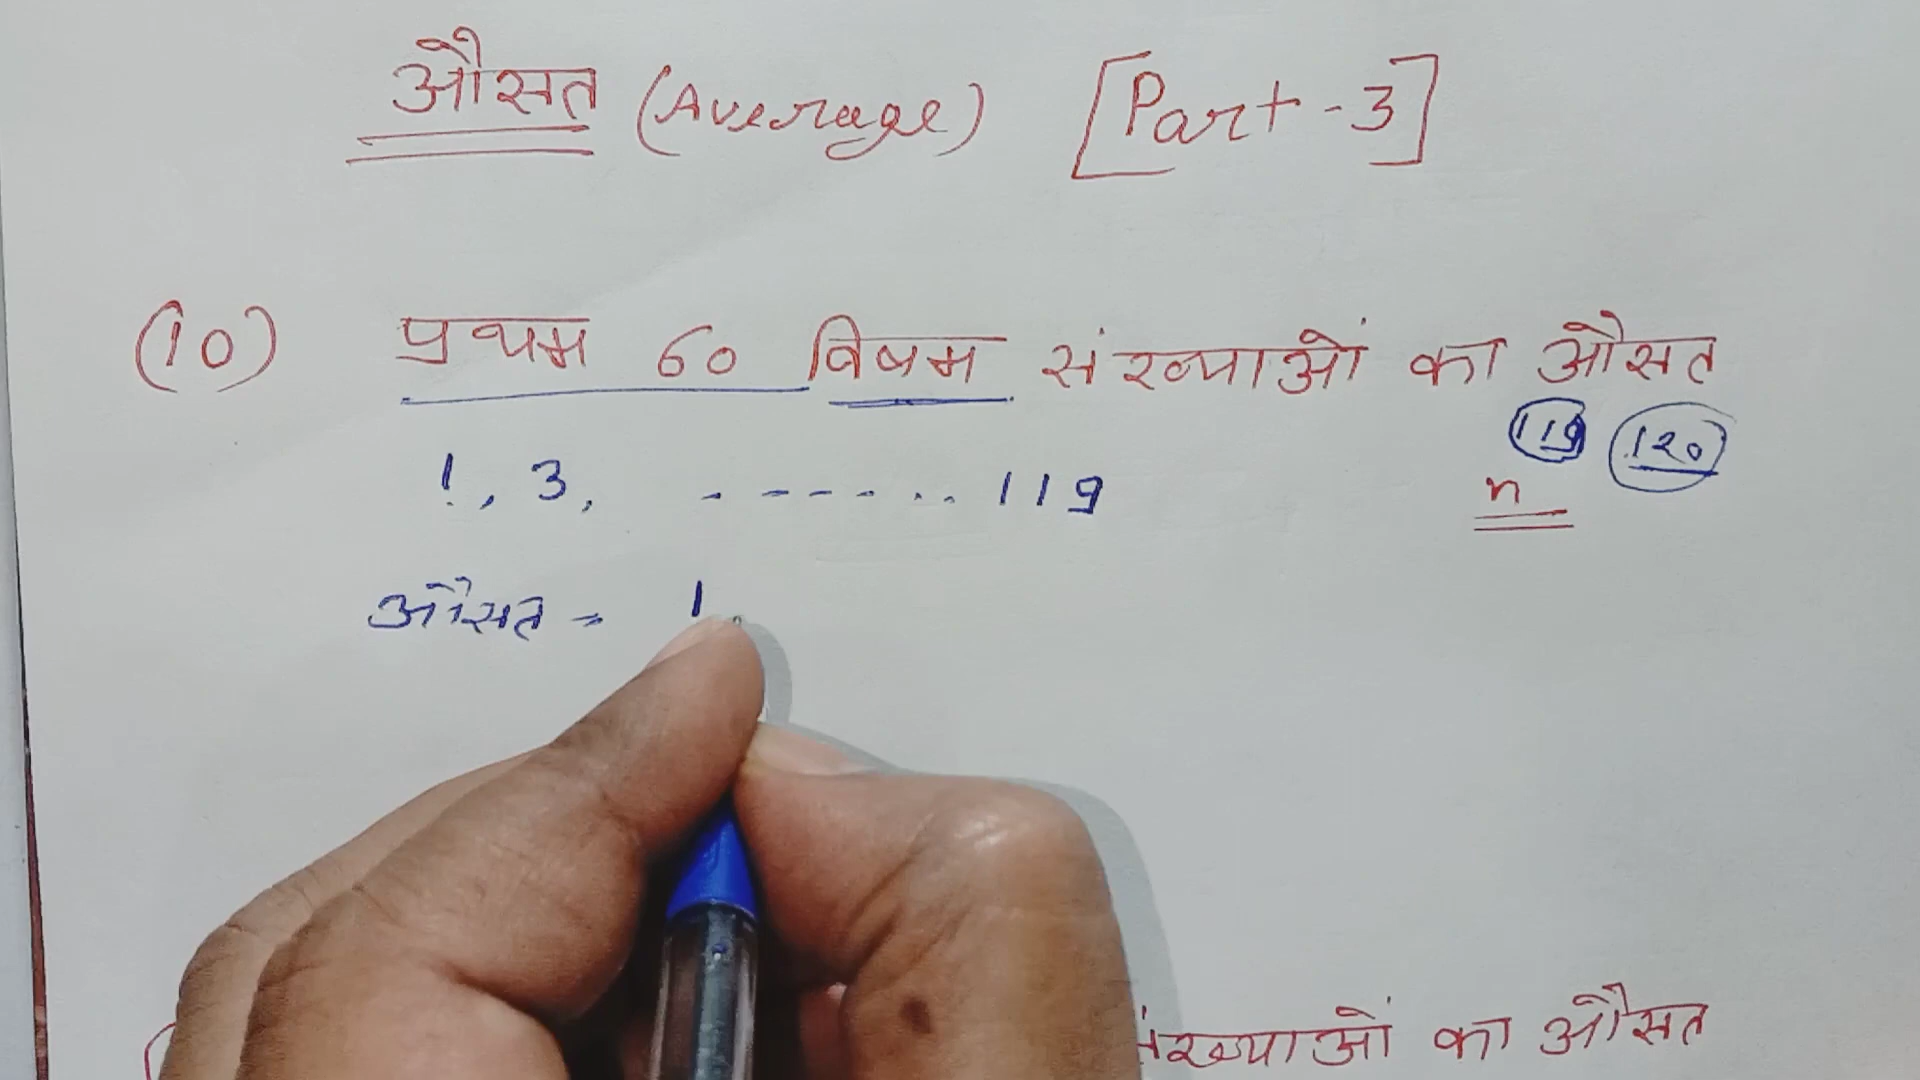 औसत (Average) [Part-3]
(10) प्रथम 60 विषम संख्याओं का औसत
119 120
1, 3, - - - - - .. 119
n
औसत = 1
संख्याओं का औसत